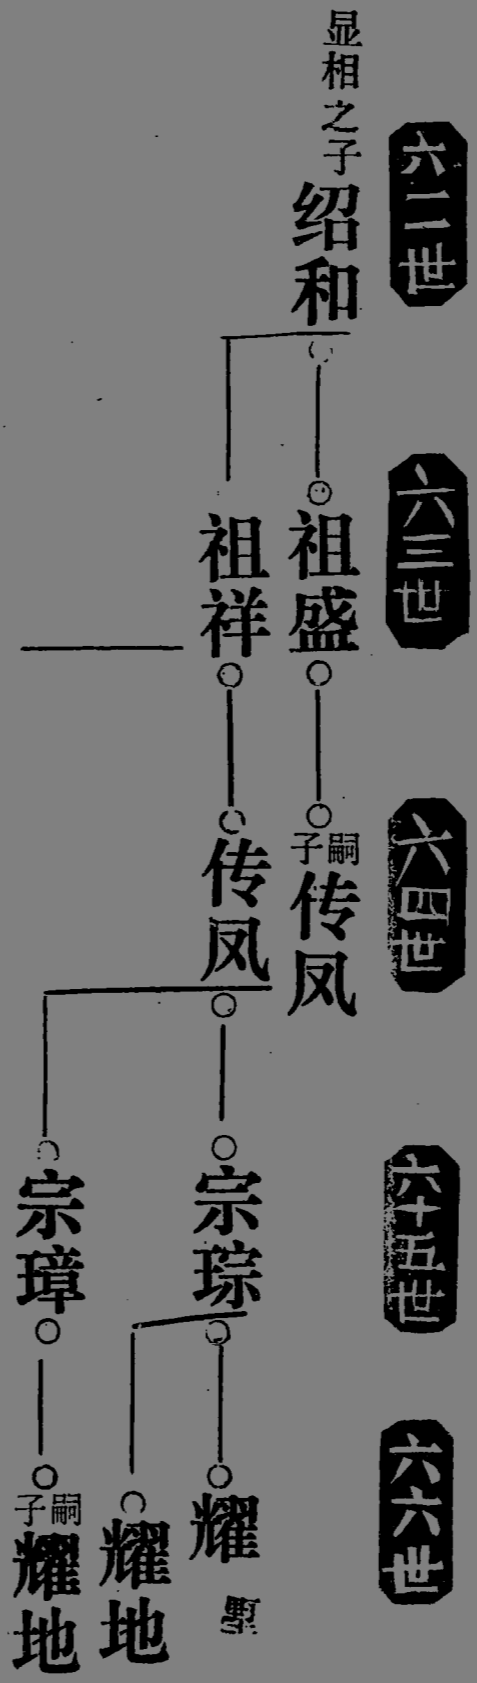 六二世
显相之子绍和
六三世
祖盛
祖祥
六四世
嗣子传凤
传凤
六十五世
宗琮
宗璋
六六世
耀
耀地
嗣子耀地